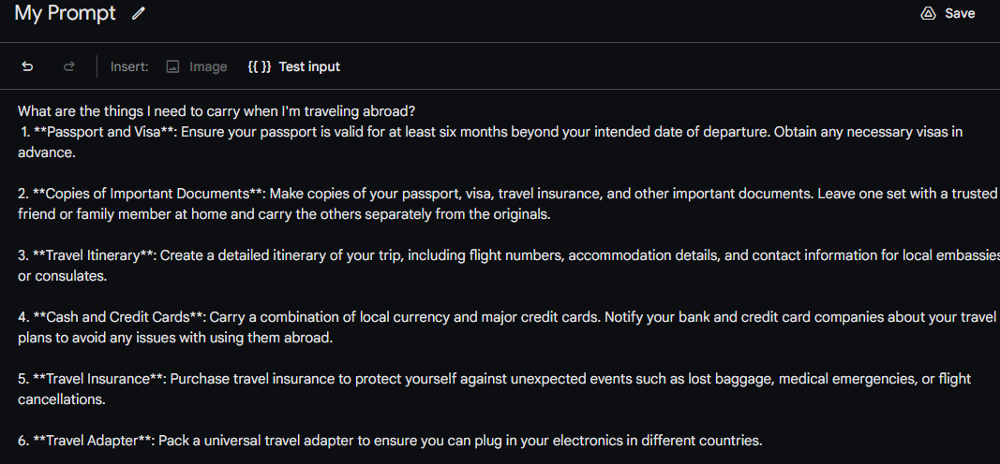 My Prompt
Save
Insert: Image {{ }} Test input
What are the things I need to carry when I'm traveling abroad?
1. **Passport and Visa**: Ensure your passport is valid for at least six months beyond your intended date of departure. Obtain any necessary visas in
advance.
2. **Copies of Important Documents**: Make copies of your passport, visa, travel insurance, and other important documents. Leave one set with a trusted
friend or family member at home and carry the others separately from the originals.
3. **Travel Itinerary**: Create a detailed itinerary of your trip, including flight numbers, accommodation details, and contact information for local embassies
or consulates.
4. **Cash and Credit Cards**: Carry a combination of local currency and major credit cards. Notify your bank and credit card companies about your travel
plans to avoid any issues with using them abroad.
5. **Travel Insurance**: Purchase travel insurance to protect yourself against unexpected events such as lost baggage, medical emergencies, or flight
cancellations.
6. **Travel Adapter**: Pack a universal travel adapter to ensure you can plug in your electronics in different countries.